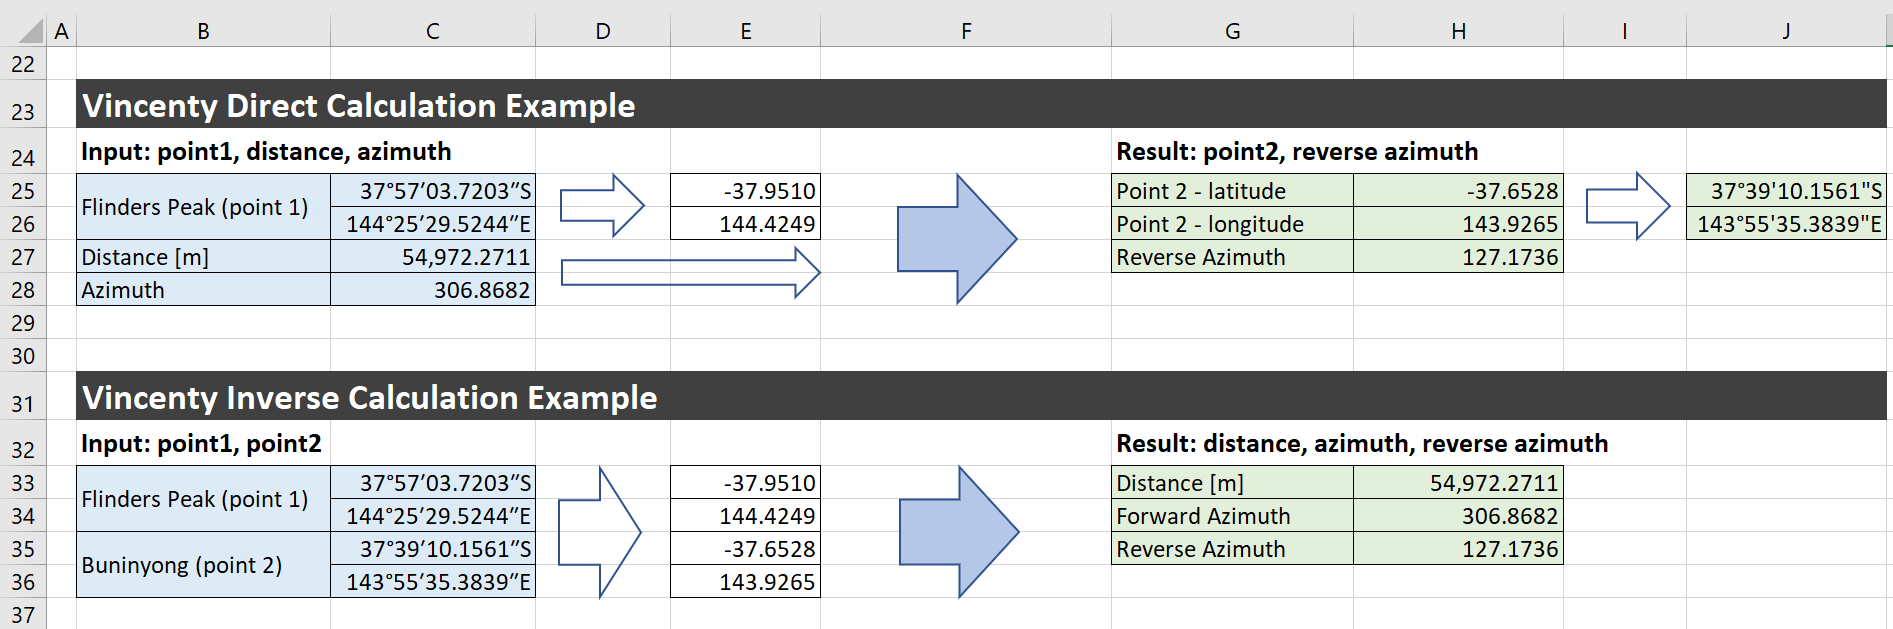 A B C D E F G H I J
22
23 Vincenty Direct Calculation Example
24 Input: point1, distance, azimuth Result: point2, reverse azimuth
25 Flinders Peak (point 1) 37°57′03.7203″S -37.9510 Point 2 - latitude -37.6528 37°39'10.1561"S
26 144°25′29.5244″E 144.4249 Point 2 - longitude 143.9265 143°55'35.3839"E
27 Distance [m] 54,972.2711 Reverse Azimuth 127.1736
28 Azimuth 306.8682
29
30
31 Vincenty Inverse Calculation Example
32 Input: point1, point2 Result: distance, azimuth, reverse azimuth
33 Flinders Peak (point 1) 37°57′03.7203″S -37.9510 Distance [m] 54,972.2711
34 144°25′29.5244″E 144.4249 Forward Azimuth 306.8682
35 Buninyong (point 2) 37°39′10.1561″S -37.6528 Reverse Azimuth 127.1736
36 143°55′35.3839″E 143.9265
37